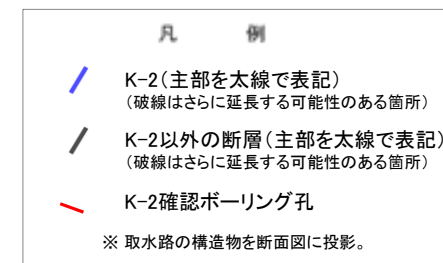 凡　例
K-2(主部を太線で表記)
(破線はさらに延長する可能性のある箇所)
K-2以外の断層(主部を太線で表記)
(破線はさらに延長する可能性のある箇所)
K-2確認ボーリング孔
※ 取水路の構造物を断面図に投影。